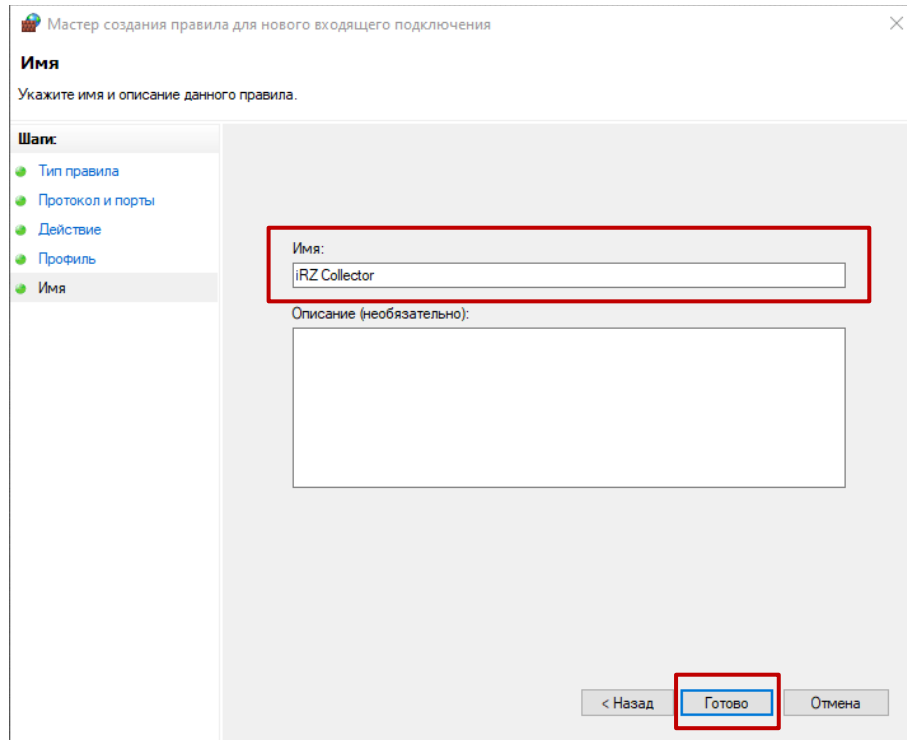 Мастер создания правила для нового входящего подключения
Имя
Укажите имя и описание данного правила.
Шаги:
Тип правила
Протокол и порты
Действие
Профиль
Имя
Имя:
iRZ Collector
Описание (необязательно):
< Назад
Готово
Отмена